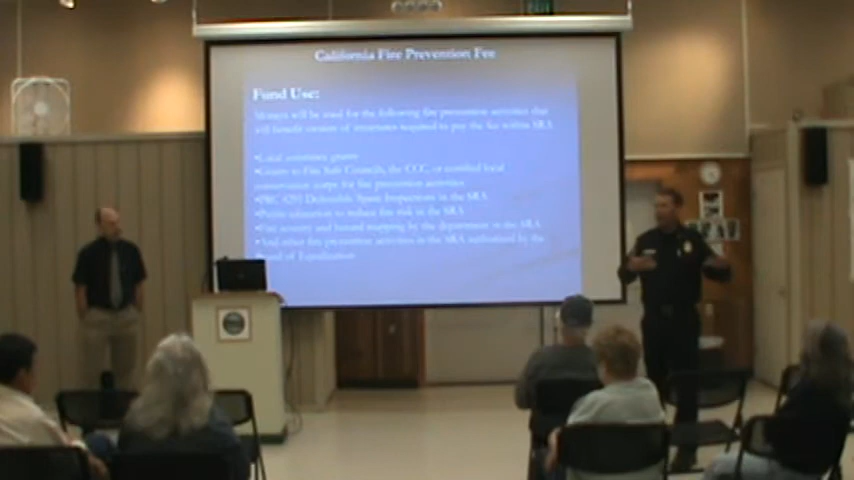 California Fire Prevention Fee
Fund Use:
Moneys will be used for the following fire prevention activities that
will benefit owners of structures required to pay the fee within SRA
•Local assistance grants
•Grants to Fire Safe Councils, the CCC, or certified local
conservation corps for fire prevention activities
•PRC 4291 Defensible Space Inspections in the SRA
•Public education to reduce fire risk in the SRA
•Fire severity and hazard mapping by the department in the SRA
•And other fire prevention activities in the SRA authorized by the
Board of Equalization